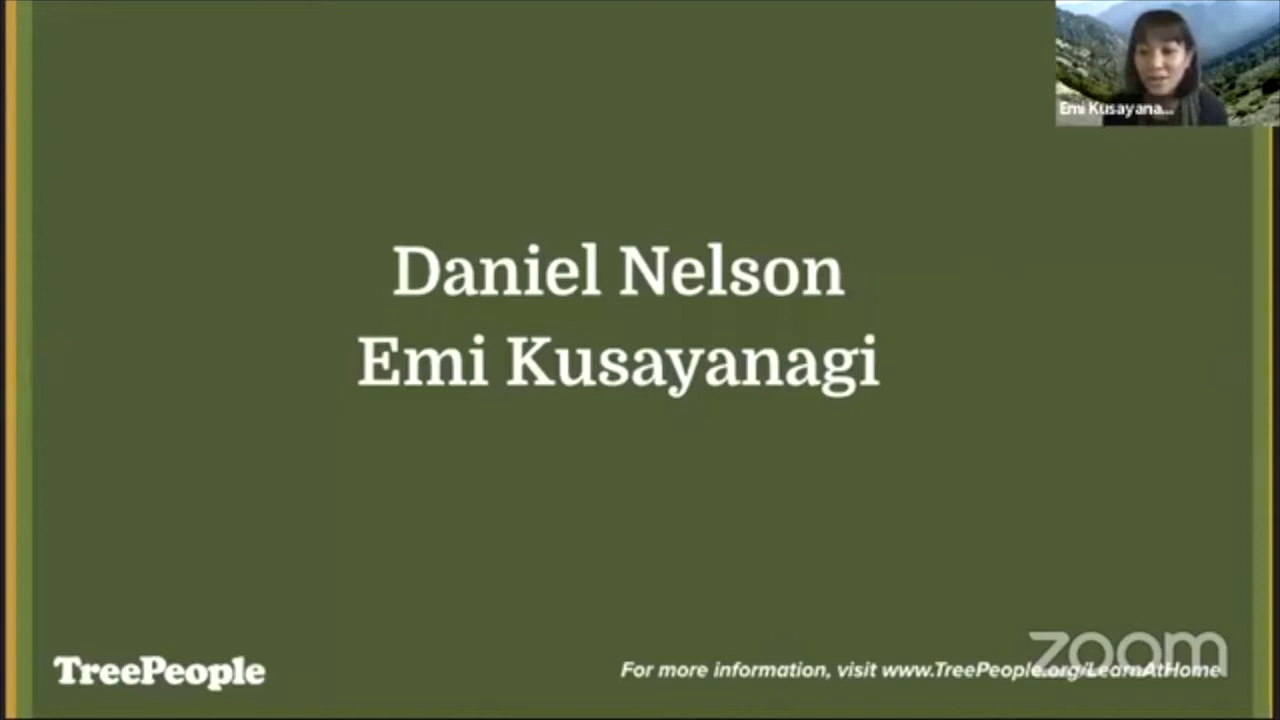 Emi Kusayana...
Daniel Nelson
Emi Kusayanagi
TreePeople
For more information, visit www.TreePeople.org/LearnAtHome
zoom